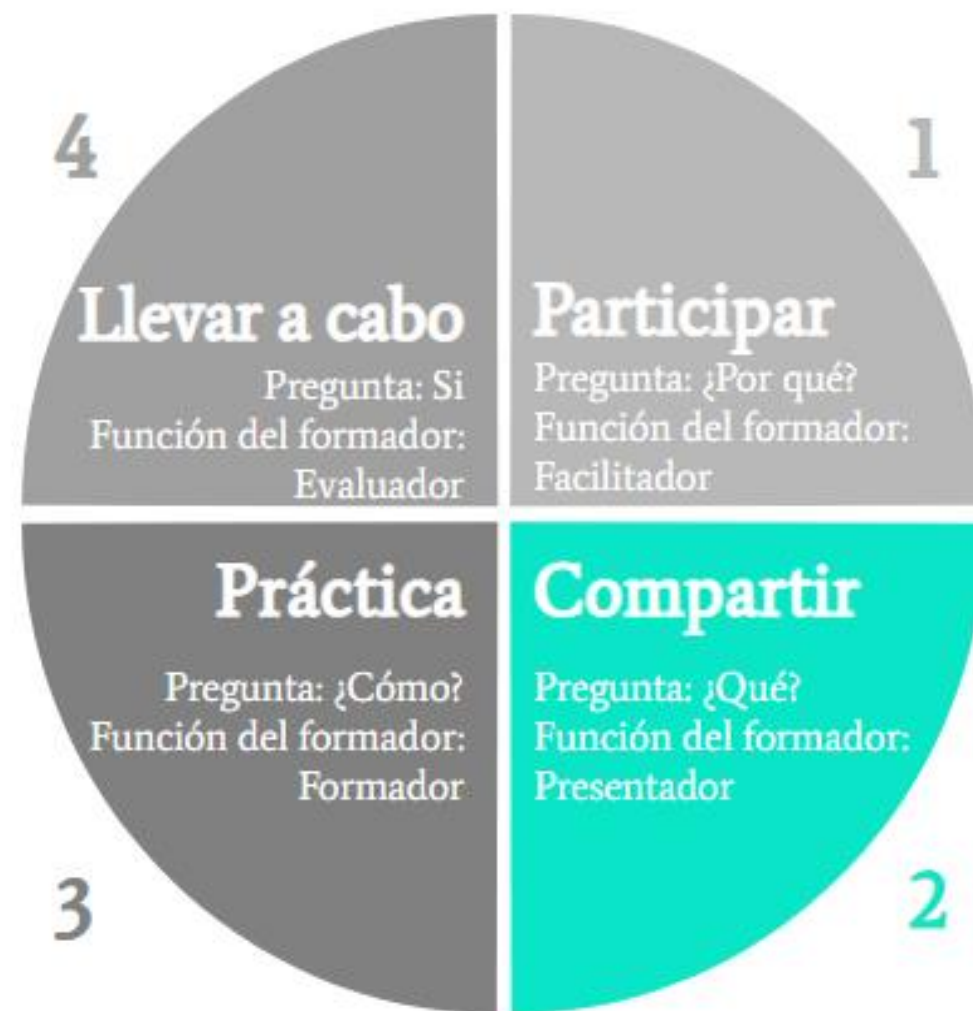 4
Llevar a cabo
Pregunta: Si
Función del formador:
Evaluador
1
Participar
Pregunta: ¿Por qué?
Función del formador:
Facilitador
Práctica
Pregunta: ¿Cómo?
Función del formador:
Formador
3
Compartir
Pregunta: ¿Qué?
Función del formador:
Presentador
2